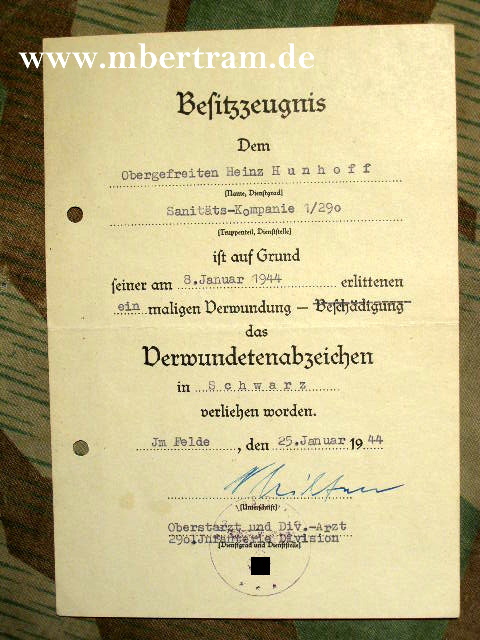 www.mbertram.de
Besitzzeugnis
Dem
Obergefreiten Heinz Hunhoff
(Name, Dienstgrad)
Sanitäts-Kompanie 1/290
(Truppenteil, Dienststelle)
ist auf Grund
seiner am 8.Januar 1944 erlittenen
ein maligen Verwundung – Beschädigung
das
Verwundetenabzeichen
in Schwarz
verliehen worden.
Jm Felde, den 25.Januar 1944
(Unterschrift)
Oberstarzt und Div.-Arzt
290.Jnfanterie Division
(Dienstgrad und Dienststelle)